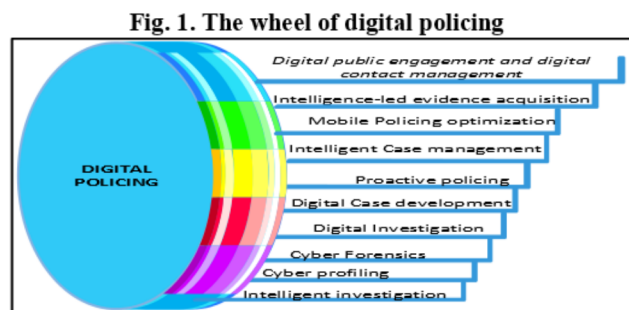 Fig. 1. The wheel of digital policing
Digital public engagement and digital
contact management
Intelligence-led evidence acquisition
Mobile Policing optimization
Intelligent Case management
DIGITAL
POLICING
Proactive policing
Digital Case development
Digital Investigation
Cyber Forensics
Cyber profiling
Intelligent investigation